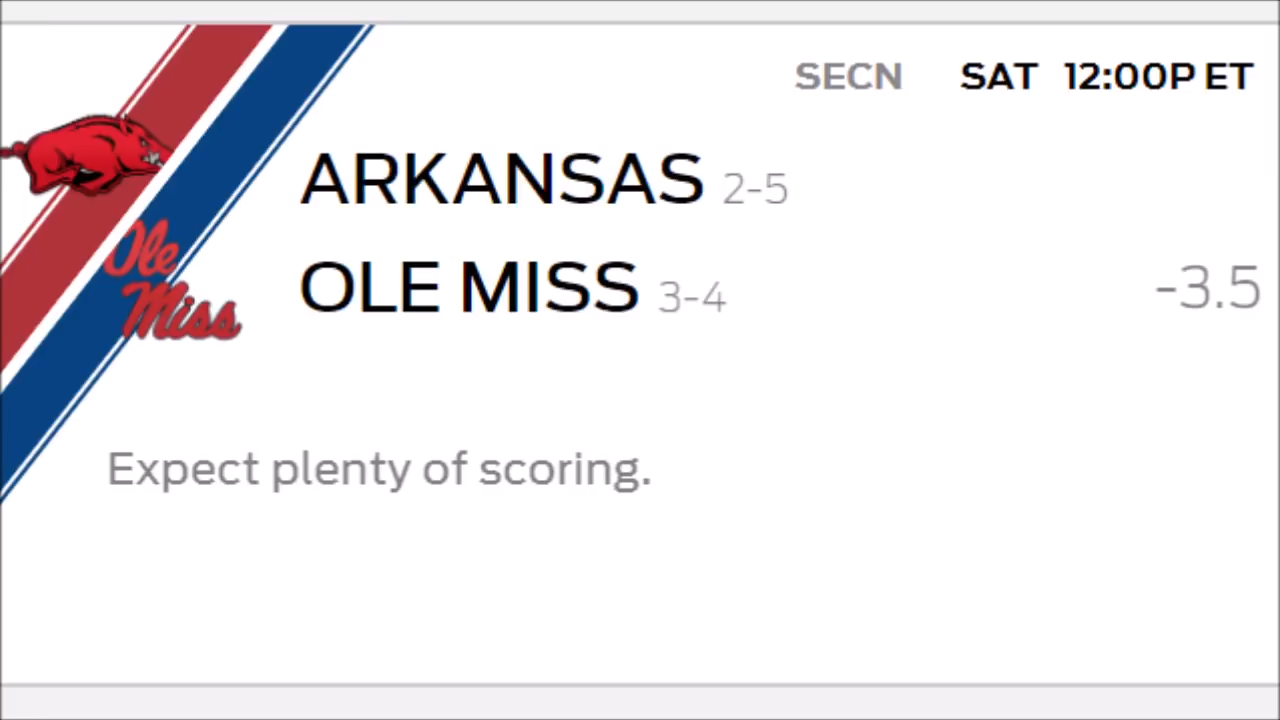 SECN SAT 12:00P ET
ARKANSAS 2-5
OLE MISS 3-4 -3.5
Ole
Miss
Expect plenty of scoring.